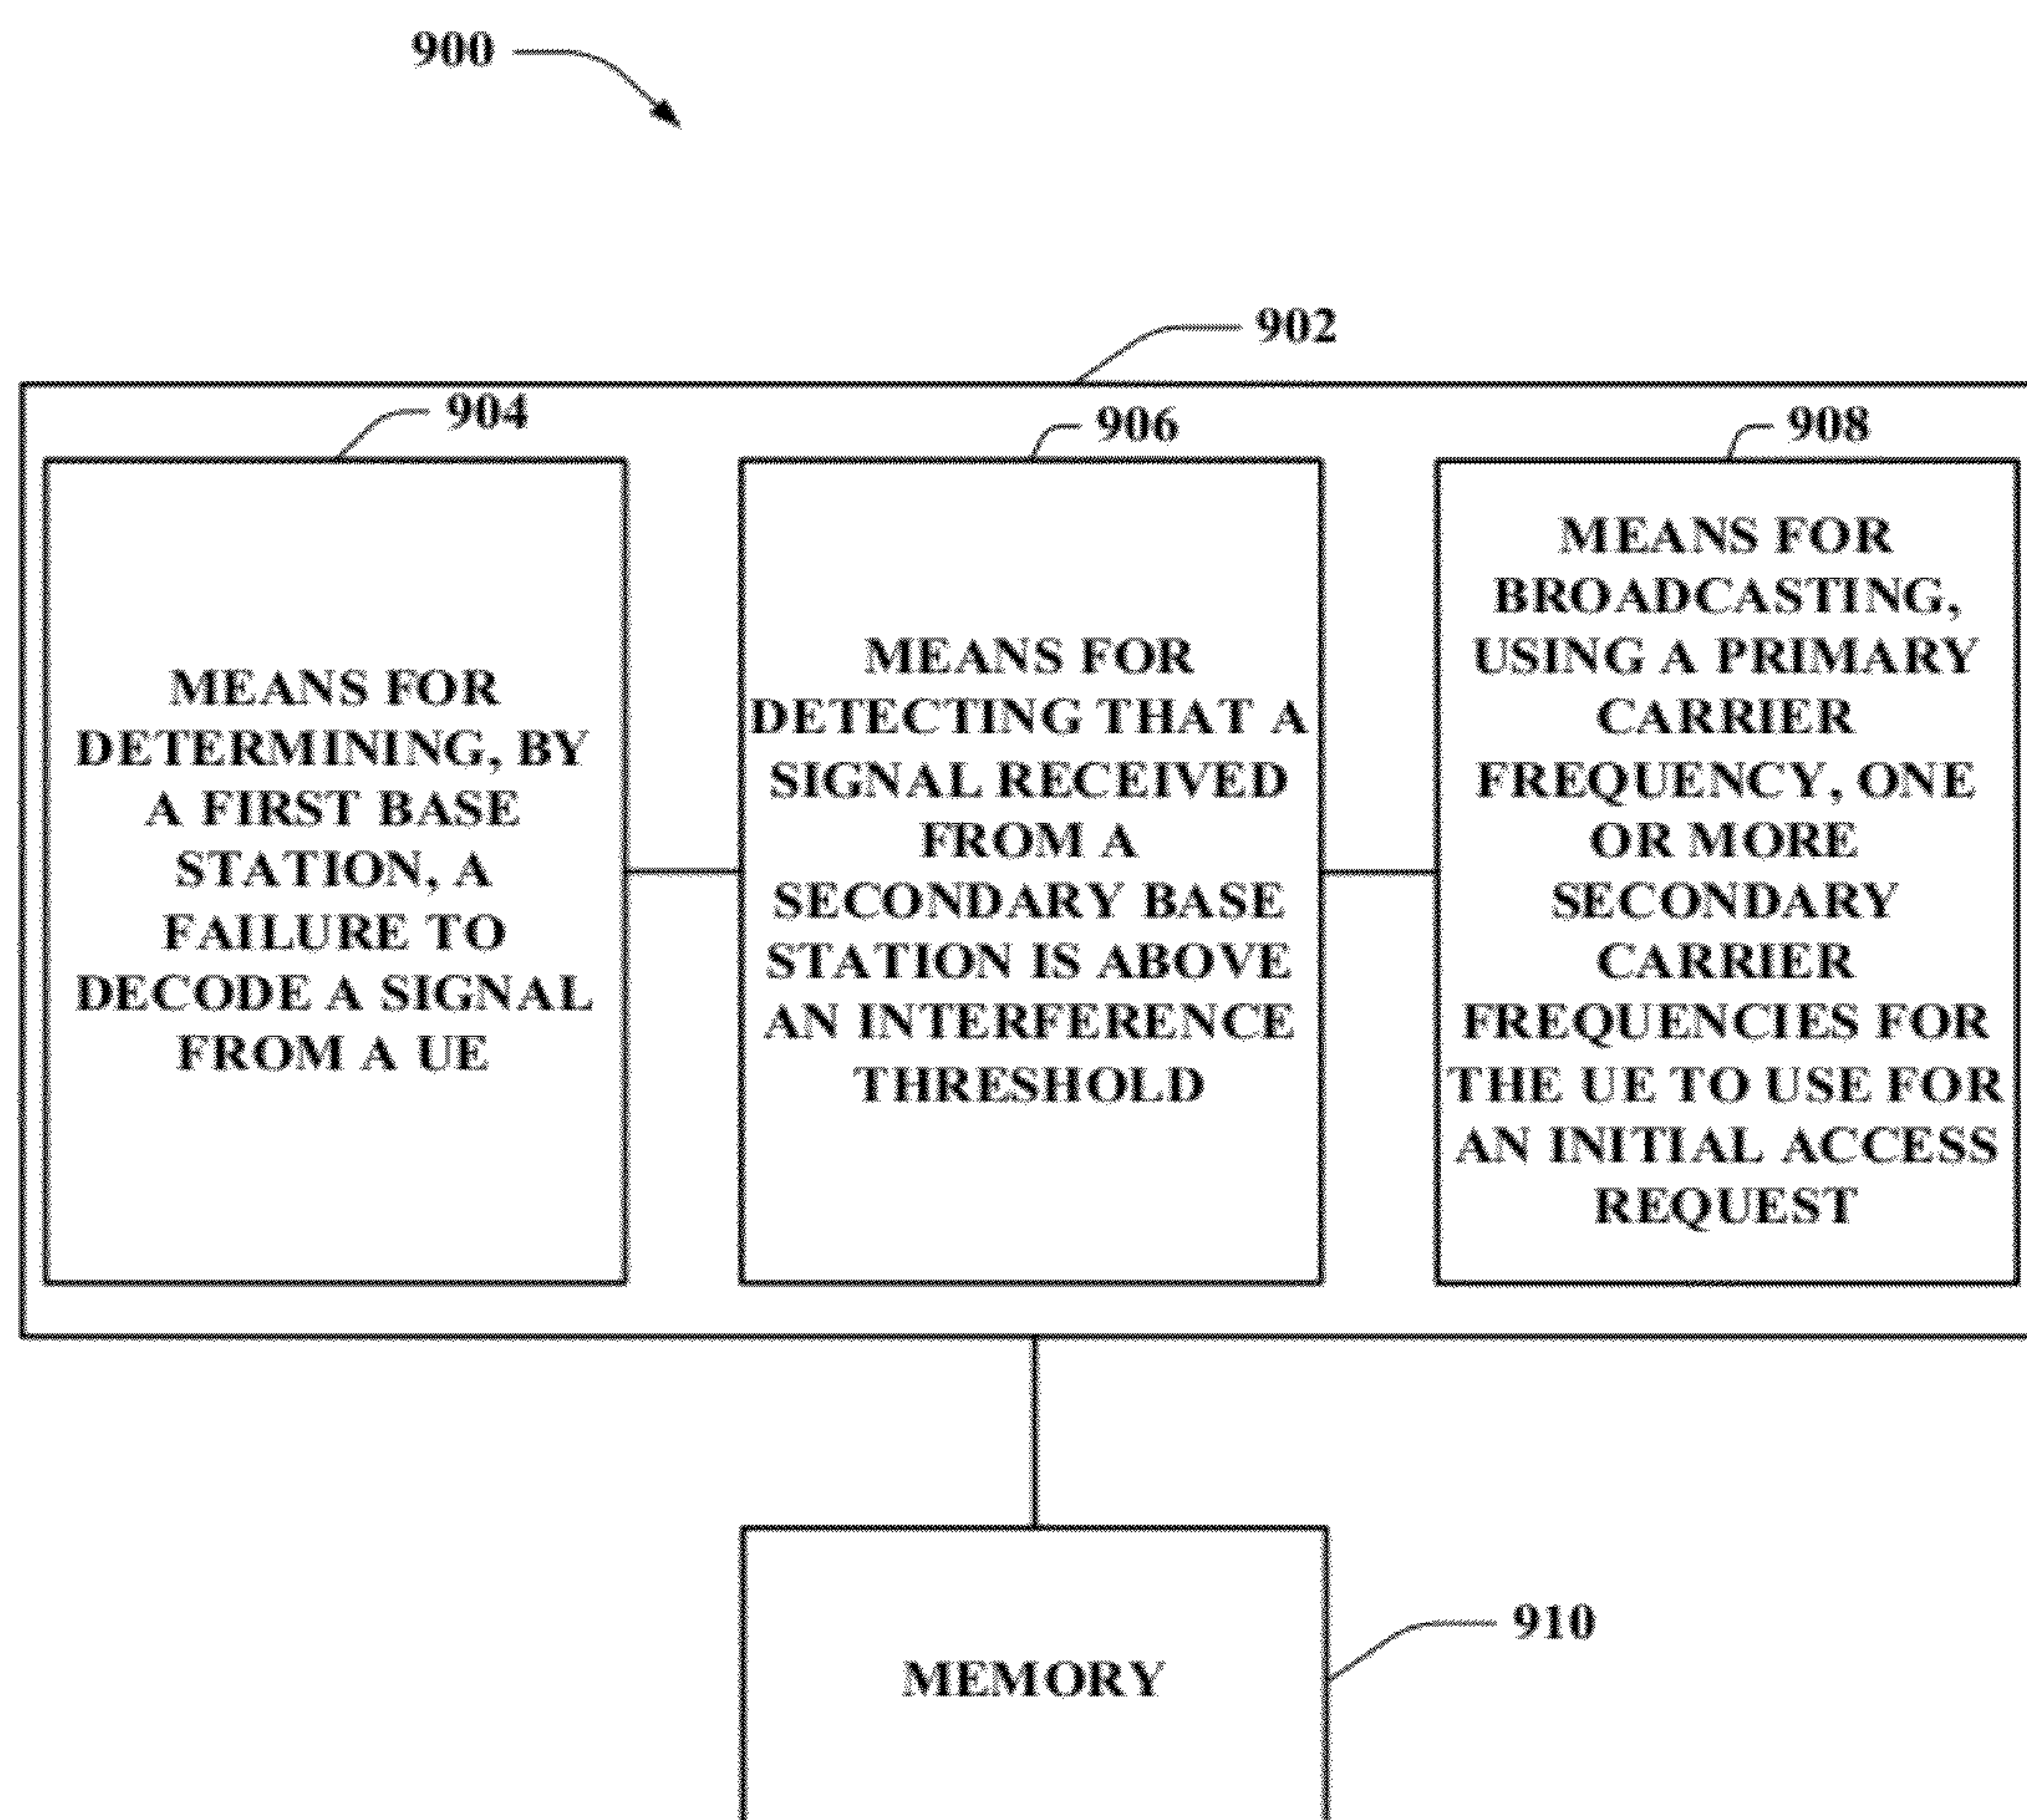 900
902
904
906
908
MEANS FOR
DETERMINING, BY
A FIRST BASE
STATION, A
FAILURE TO
DECODE A SIGNAL
FROM A UE
MEANS FOR
DETECTING THAT A
SIGNAL RECEIVED
FROM A
SECONDARY BASE
STATION IS ABOVE
AN INTERFERENCE
THRESHOLD
MEANS FOR
BROADCASTING,
USING A PRIMARY
CARRIER
FREQUENCY, ONE
OR MORE
SECONDARY
CARRIER
FREQUENCIES FOR
THE UE TO USE FOR
AN INITIAL ACCESS
REQUEST
MEMORY
910